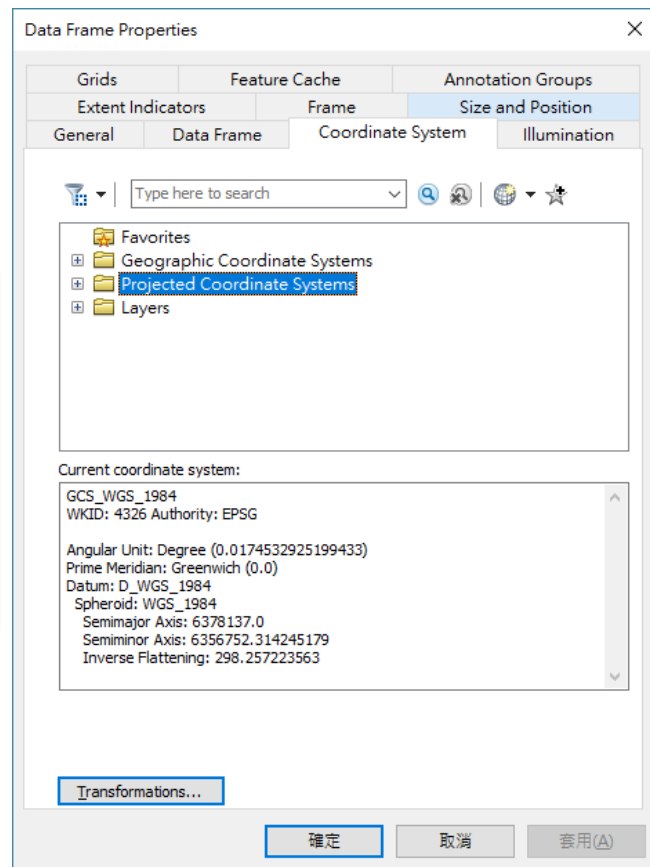 Data Frame Properties
Grids Feature Cache Annotation Groups
Extent Indicators Frame Size and Position
General Data Frame Coordinate System Illumination
Type here to search
Favorites
Geographic Coordinate Systems
Projected Coordinate Systems
Layers
Current coordinate system:
GCS_WGS_1984
WKID: 4326 Authority: EPSG
Angular Unit: Degree (0.0174532925199433)
Prime Meridian: Greenwich (0.0)
Datum: D_WGS_1984
Spheroid: WGS_1984
Semimajor Axis: 6378137.0
Semiminor Axis: 6356752.314245179
Inverse Flattening: 298.257223563
Transformations...
確定 取消 套用(A)